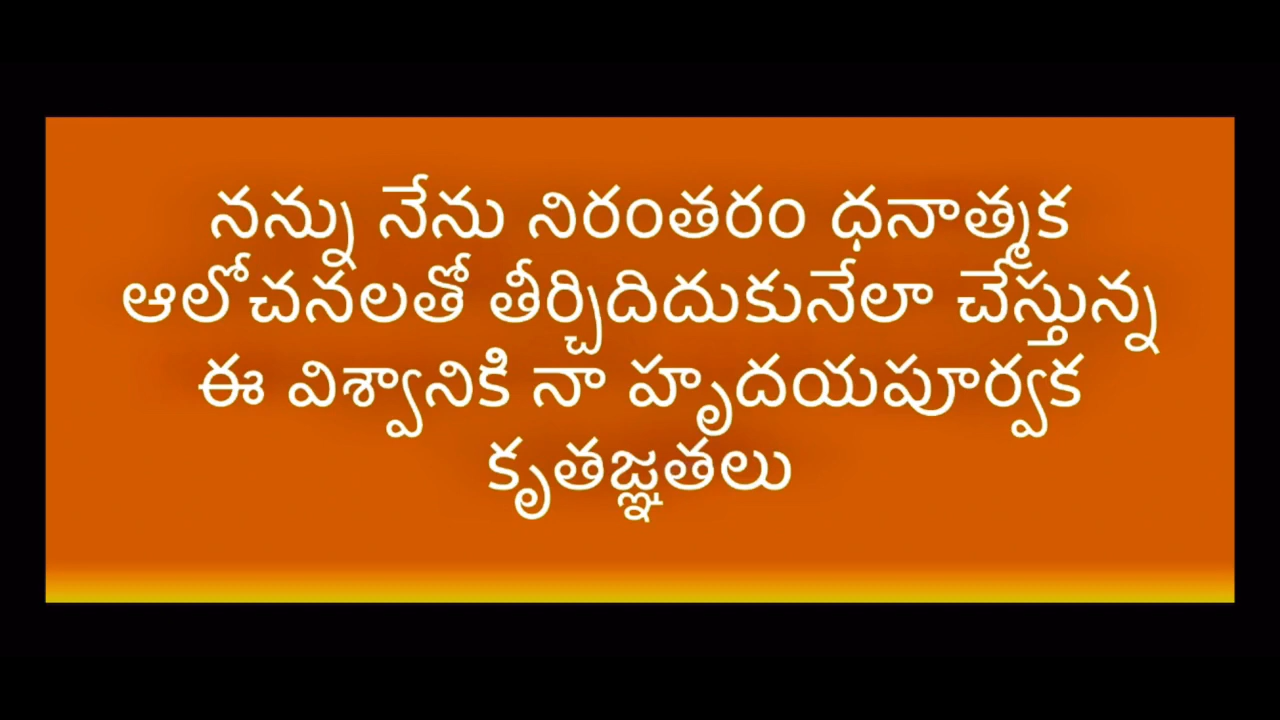 నన్ను నేను నిరంతరం ధనాత్మక
ఆలోచనలతో తీర్చిదిదుకునేలా చేస్తున్న
ఈ విశ్వానికి నా హృదయపూర్వక
కృతజ్ఞతలు